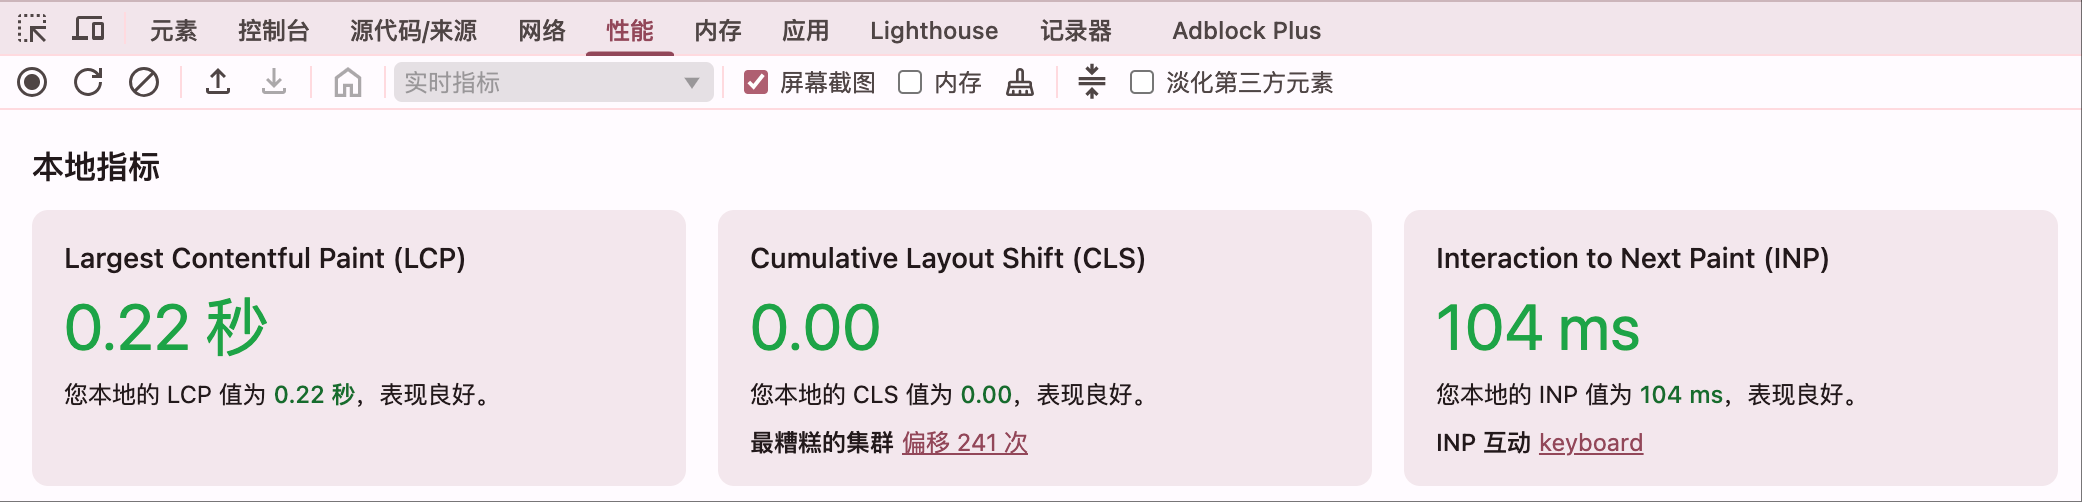 元素 控制台 源代码/来源 网络 性能 内存 应用 Lighthouse 记录器 Adblock Plus
实时指标 屏幕截图 内存 淡化第三方元素
本地指标
Largest Contentful Paint (LCP)
0.22 秒
您本地的 LCP 值为 0.22 秒，表现良好。
Cumulative Layout Shift (CLS)
0.00
您本地的 CLS 值为 0.00，表现良好。
最糟糕的集群 偏移 241 次
Interaction to Next Paint (INP)
104 ms
您本地的 INP 值为 104 ms，表现良好。
INP 互动 keyboard